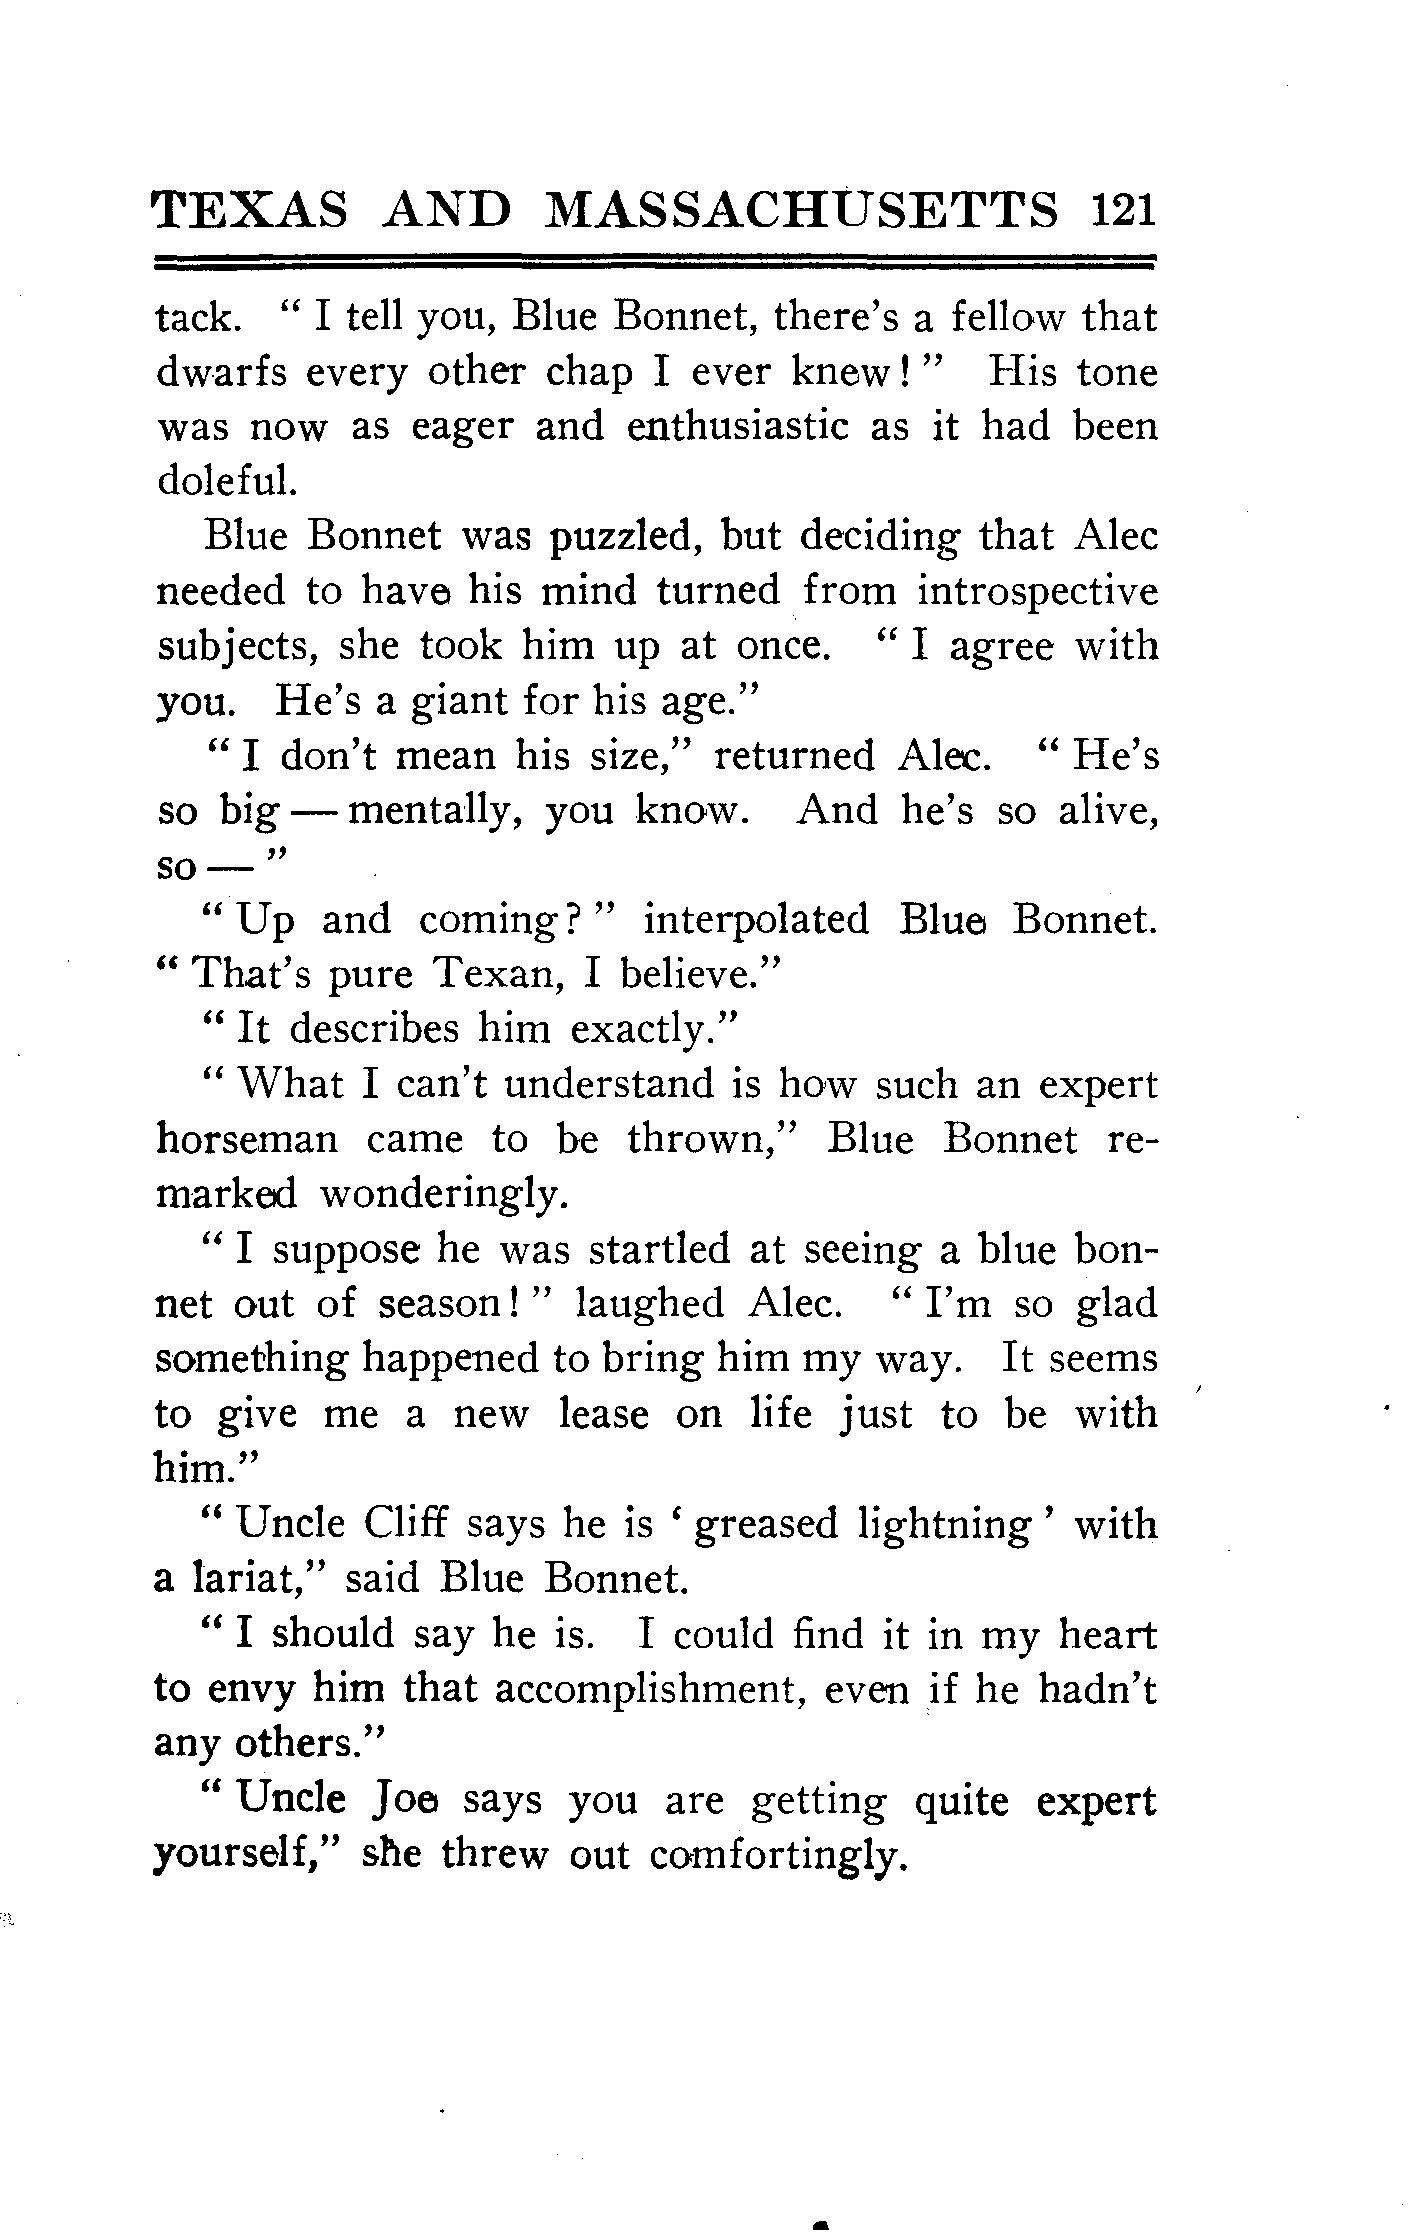 TEXAS AND MASSACHUSETTS 121
tack. " I tell you, Blue Bonnet, there's a fellow that
dwarfs every other chap I ever knew! " His tone
was now as eager and enthusiastic as it had been
doleful.
Blue Bonnet was puzzled, but deciding that Alec
needed to have his mind turned from introspective
subjects, she took him up at once. " I agree with
you. He's a giant for his age."
" I don't mean his size," returned Alec. " He's
so big — mentally, you know. And he's so alive,
so — "
" Up and coming? " interpolated Blue Bonnet.
" That's pure Texan, I believe."
" It describes him exactly."
" What I can't understand is how such an expert
horseman came to be thrown," Blue Bonnet re-
marked wonderingly.
" I suppose he was startled at seeing a blue bon-
net out of season! " laughed Alec. " I'm so glad
something happened to bring him my way. It seems
to give me a new lease on life just to be with
him."
" Uncle Cliff says he is ' greased lightning ' with
a lariat," said Blue Bonnet.
" I should say he is. I could find it in my heart
to envy him that accomplishment, even if he hadn't
any others."
" Uncle Joe says you are getting quite expert
yourself," she threw out comfortingly.